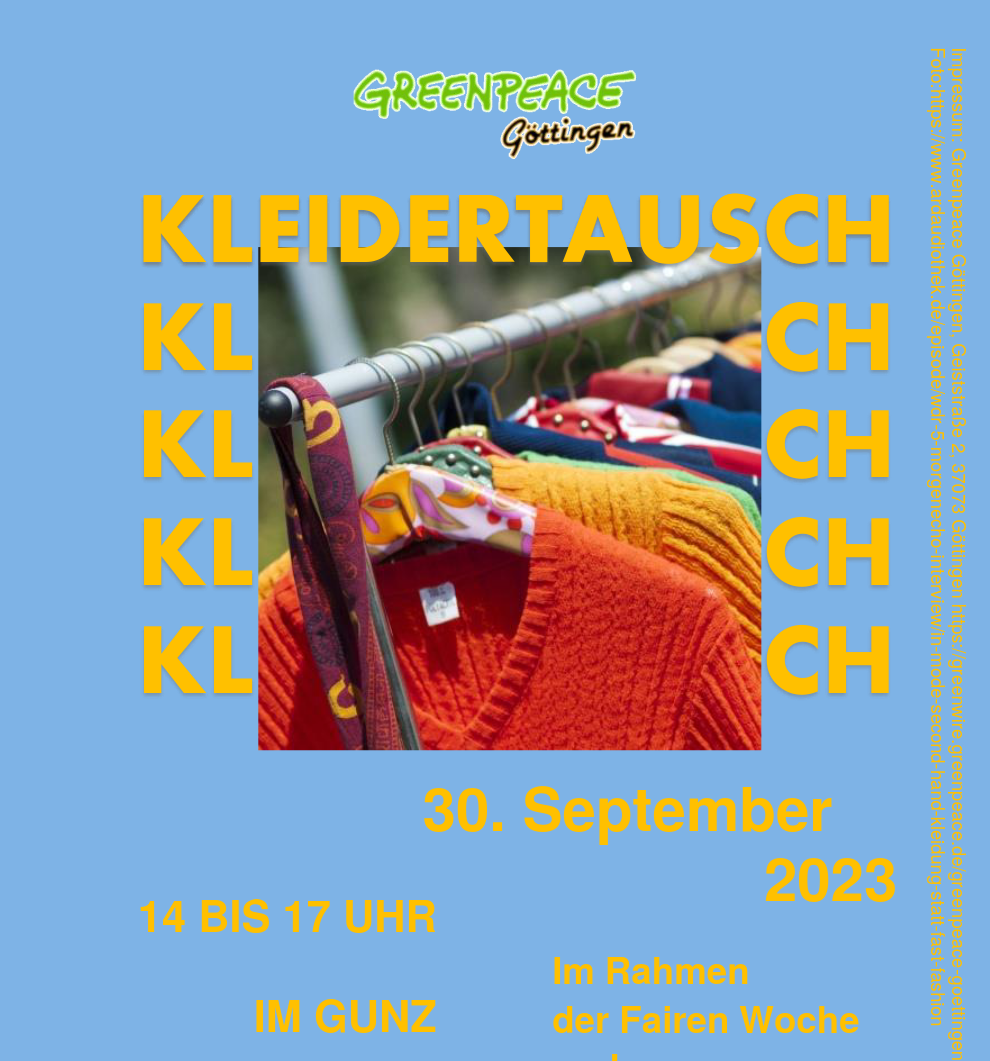 GREENPEACE
Göttingen
KLEIDERTAUSCH
KL CH
KL CH
KL CH
KL CH
30. September
2023
14 BIS 17 UHR
IM GUNZ
Im Rahmen
der Fairen Woche
Impressum: Greenpeace Göttingen, Geiststraße 2, 37073 Göttingen https://greenwire.greenpeace.de/greenpeace-goettingen
Foto:https://www.ardaudiothek.de/episode/wdr-5-morgenecho-interview/in-mode-second-hand-kleidung-statt-fast-fashion